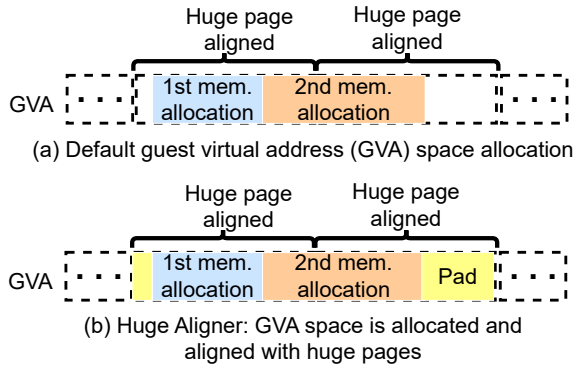 Huge page
aligned
Huge page
aligned
GVA
. . .
1st mem.
allocation
2nd mem.
allocation
. . .
(a) Default guest virtual address (GVA) space allocation
Huge page
aligned
Huge page
aligned
GVA
. . .
1st mem.
allocation
2nd mem.
allocation
Pad
. . .
(b) Huge Aligner: GVA space is allocated and
aligned with huge pages